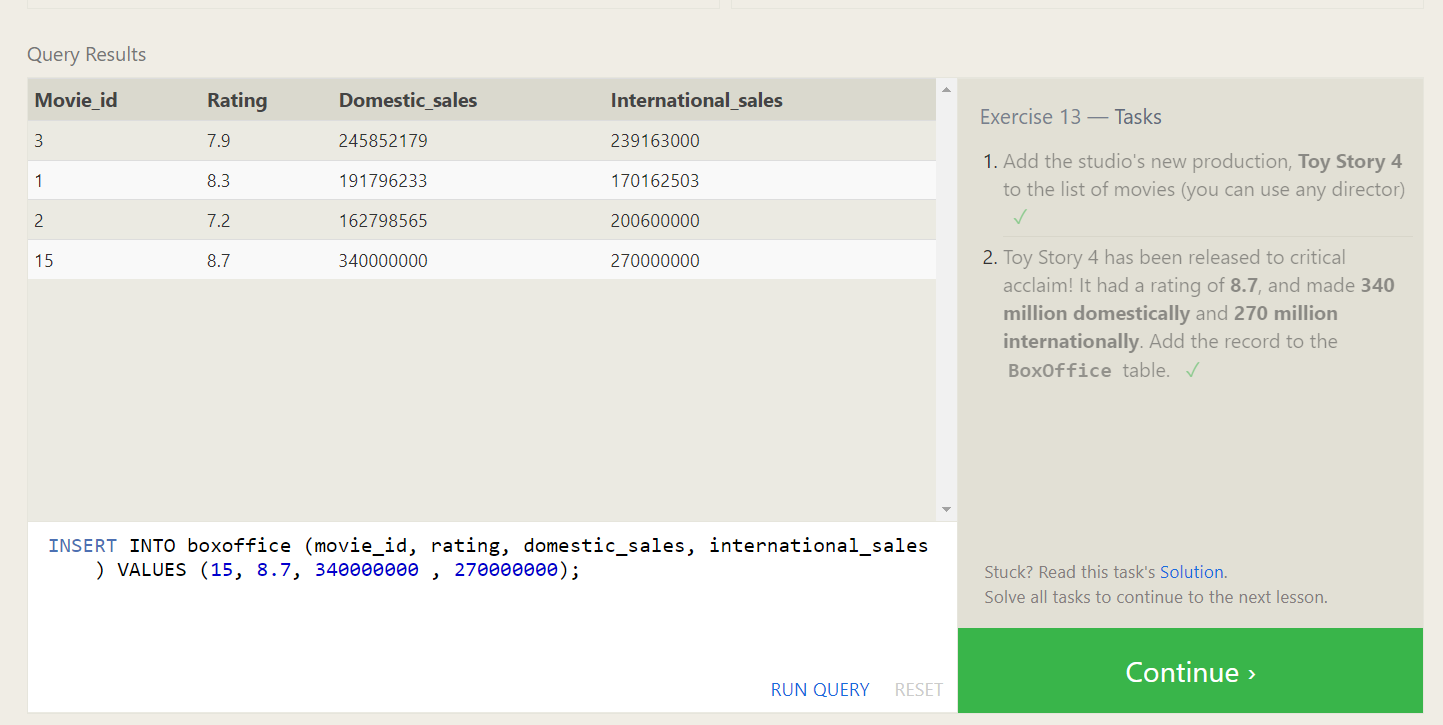 Query Results
Movie_id Rating Domestic_sales International_sales
3 7.9 245852179 239163000
1 8.3 191796233 170162503
2 7.2 162798565 200600000
15 8.7 340000000 270000000
INSERT INTO boxoffice (movie_id, rating, domestic_sales, international_sales
) VALUES (15, 8.7, 340000000 , 270000000);
RUN QUERY RESET
Exercise 13 — Tasks
1. Add the studio's new production, Toy Story 4
to the list of movies (you can use any director)
✓
2. Toy Story 4 has been released to critical
acclaim! It had a rating of 8.7, and made 340
million domestically and 270 million
internationally. Add the record to the
BoxOffice table. ✓
Stuck? Read this task's Solution.
Solve all tasks to continue to the next lesson.
Continue ›